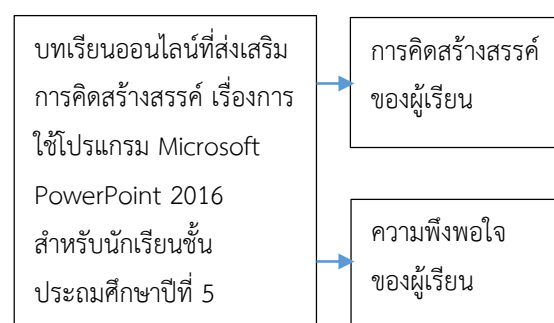 บทเรียนออนไลน์ที่ส่งเสริม
การคิดสร้างสรรค์ เรื่องการ
ใช้โปรแกรม Microsoft
PowerPoint 2016
สำหรับนักเรียนชั้น
ประถมศึกษาปีที่ 5
การคิดสร้างสรรค์
ของผู้เรียน
ความพึงพอใจ
ของผู้เรียน